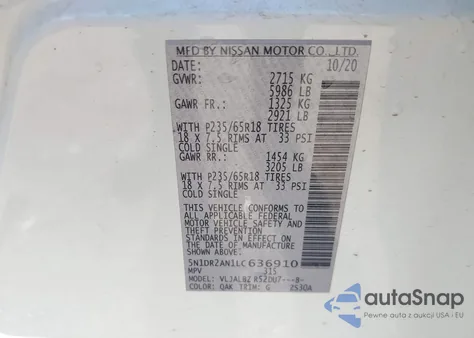 MFD BY NISSAN MOTOR CO., LTD.
DATE: 10/20
GVWR: 2715 KG
5986 LB
GAWR FR.: 1325 KG
2921 LB
WITH P235/65R18 TIRES
18 X 7.5 RIMS AT 33 PSI
COLD SINGLE
GAWR RR.: 1454 KG
3205 LB
WITH P235/65R18 TIRES
18 X 7.5 RIMS AT 33 PSI
COLD SINGLE
THIS VEHICLE CONFORMS TO
ALL APPLICABLE FEDERAL
MOTOR VEHICLE SAFETY AND
THEFT PREVENTION
STANDARDS IN EFFECT ON
THE DATE OF MANUFACTURE
SHOWN ABOVE.
5N1DR2AN1LC636910
MPV 315
MODEL:
COLOR: QAK TRIM: G
autoSnap
Pewne auta z aukcji USA i EU